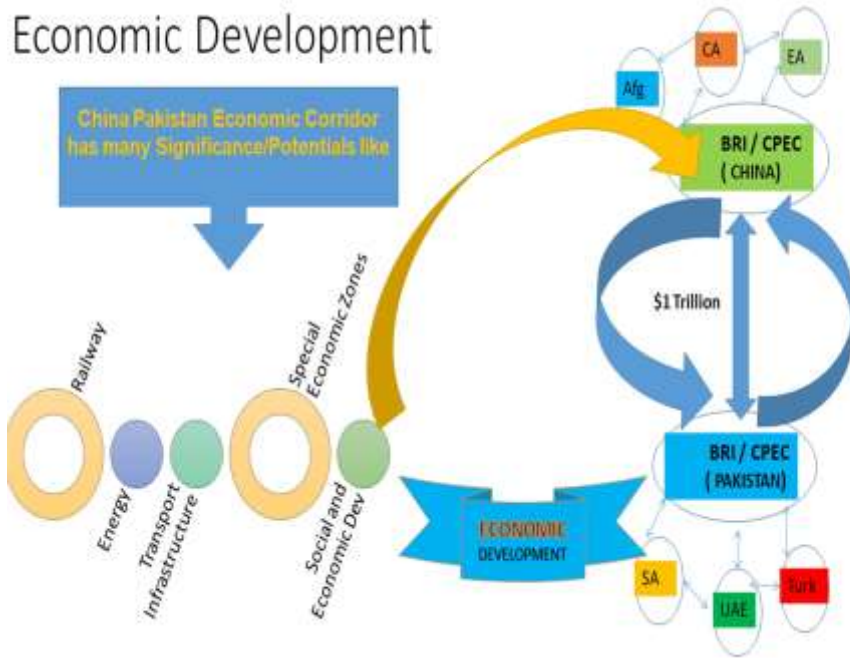 Economic Development
China Pakistan Economic Corridor
has many Significance/Potentials like
Railway
Energy
Transport
Infrastructure
Special
Economic Zones
Social and
Economic Dev
CA
EA
Afg
BRI / CPEC
( CHINA)
$1 Trillion
BRI / CPEC
( PAKISTAN)
ECONOMIC
DEVELOPMENT
SA
UAE
Turk